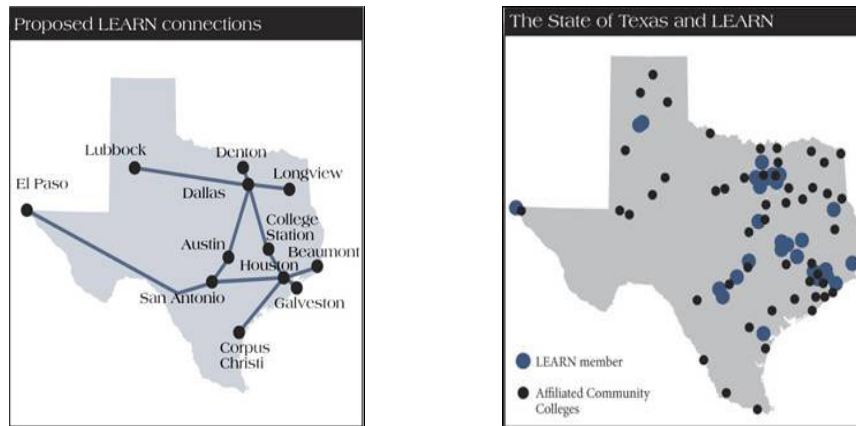 Proposed LEARN connections
Lubbock
Denton
Longview
El Paso
Dallas
College
Station
Austin
Beaumont
Houston
San Antonio
Galveston
Corpus
Christi
The State of Texas and LEARN
LEARN member
Affiliated Community
Colleges